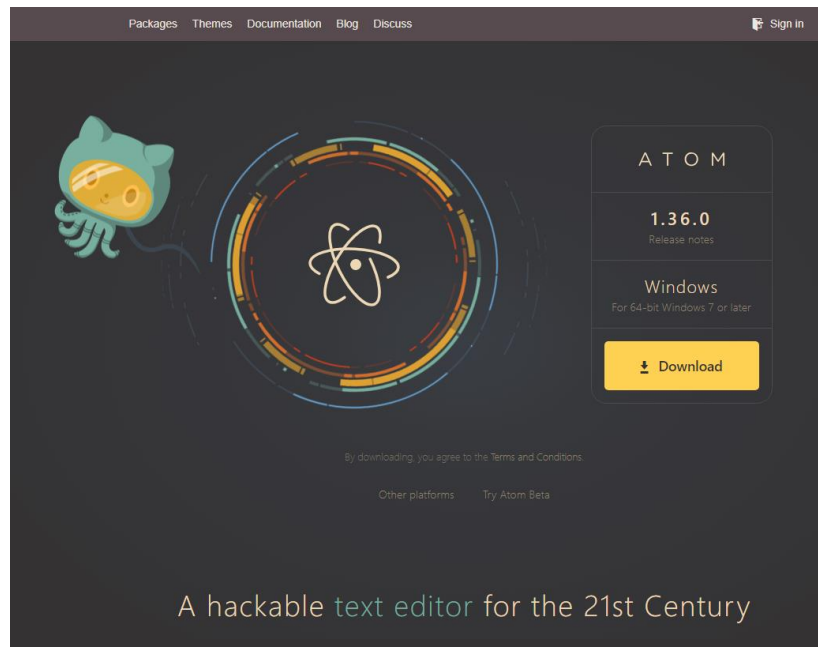 Packages Themes Documentation Blog Discuss Sign in
ATOM
1.36.0
Release notes
Windows
For 64-bit Windows 7 or later
Download
By downloading, you agree to the Terms and Conditions.
Other platforms Try Atom Beta
A hackable text editor for the 21st Century